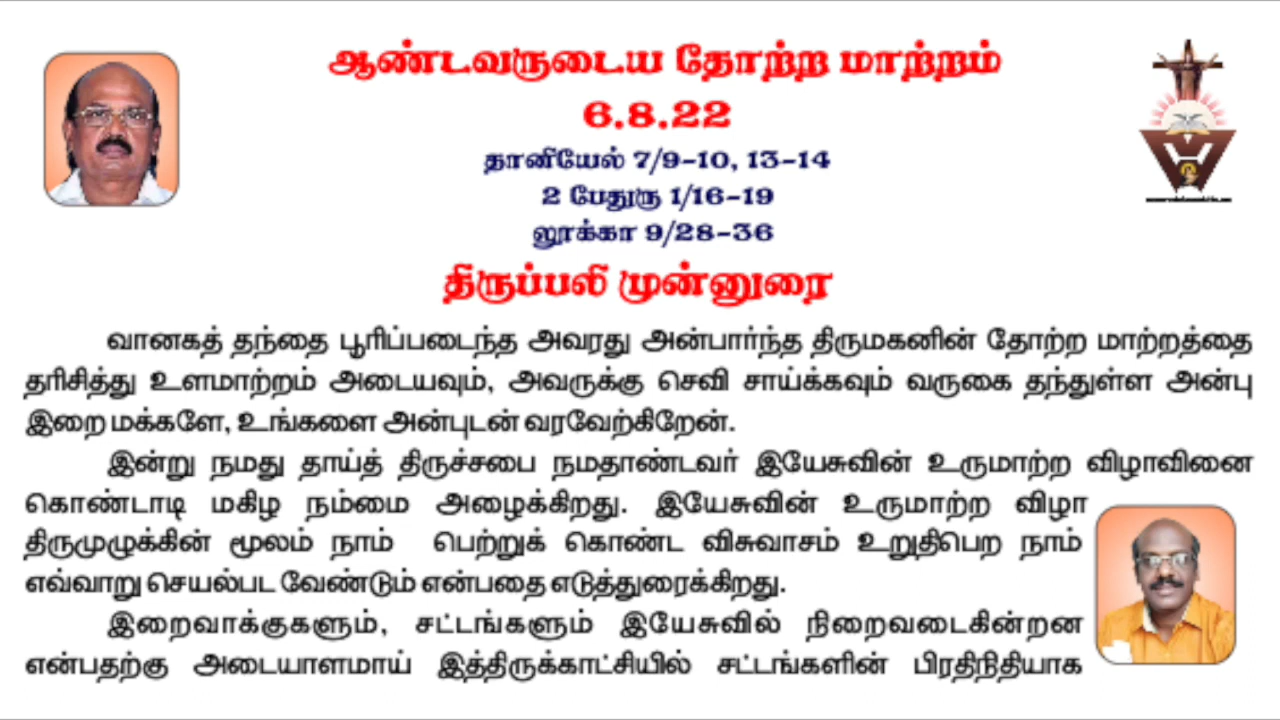 ஆண்டவருடைய தோற்ற மாற்றம்
6.8.22
தானியேல் 7/9-10, 13-14
2 பேதுரு 1/16-19
லூக்கா 9/28-36
திருப்பலி முன்னுரை
வானகத் தந்தை பூரிப்படைந்த அவரது அன்பார்ந்த திருமகனின் தோற்ற மாற்றத்தை
தரிசித்து உளமாற்றம் அடையவும், அவருக்கு செவி சாய்க்கவும் வருகை தந்துள்ள அன்பு
இறை மக்களே, உங்களை அன்புடன் வரவேற்கிறேன்.
இன்று நமது தாய்த் திருச்சபை நமதாண்டவர் இயேசுவின் உருமாற்ற விழாவினை
கொண்டாடி மகிழ நம்மை அழைக்கிறது. இயேசுவின் உருமாற்ற விழா
திருமுழுக்கின் மூலம் நாம் பெற்றுக் கொண்ட விசுவாசம் உறுதிபெற நாம்
எவ்வாறு செயல்பட வேண்டும் என்பதை எடுத்துரைக்கிறது.
இறைவாக்குகளும், சட்டங்களும் இயேசுவில் நிறைவடைகின்றன
என்பதற்கு அடையாளமாய் இத்திருக்காட்சியில் சட்டங்களின் பிரதிநிதியாக